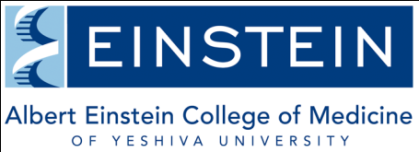 EINSTEIN
Albert Einstein College of Medicine
OF YESHIVA UNIVERSITY